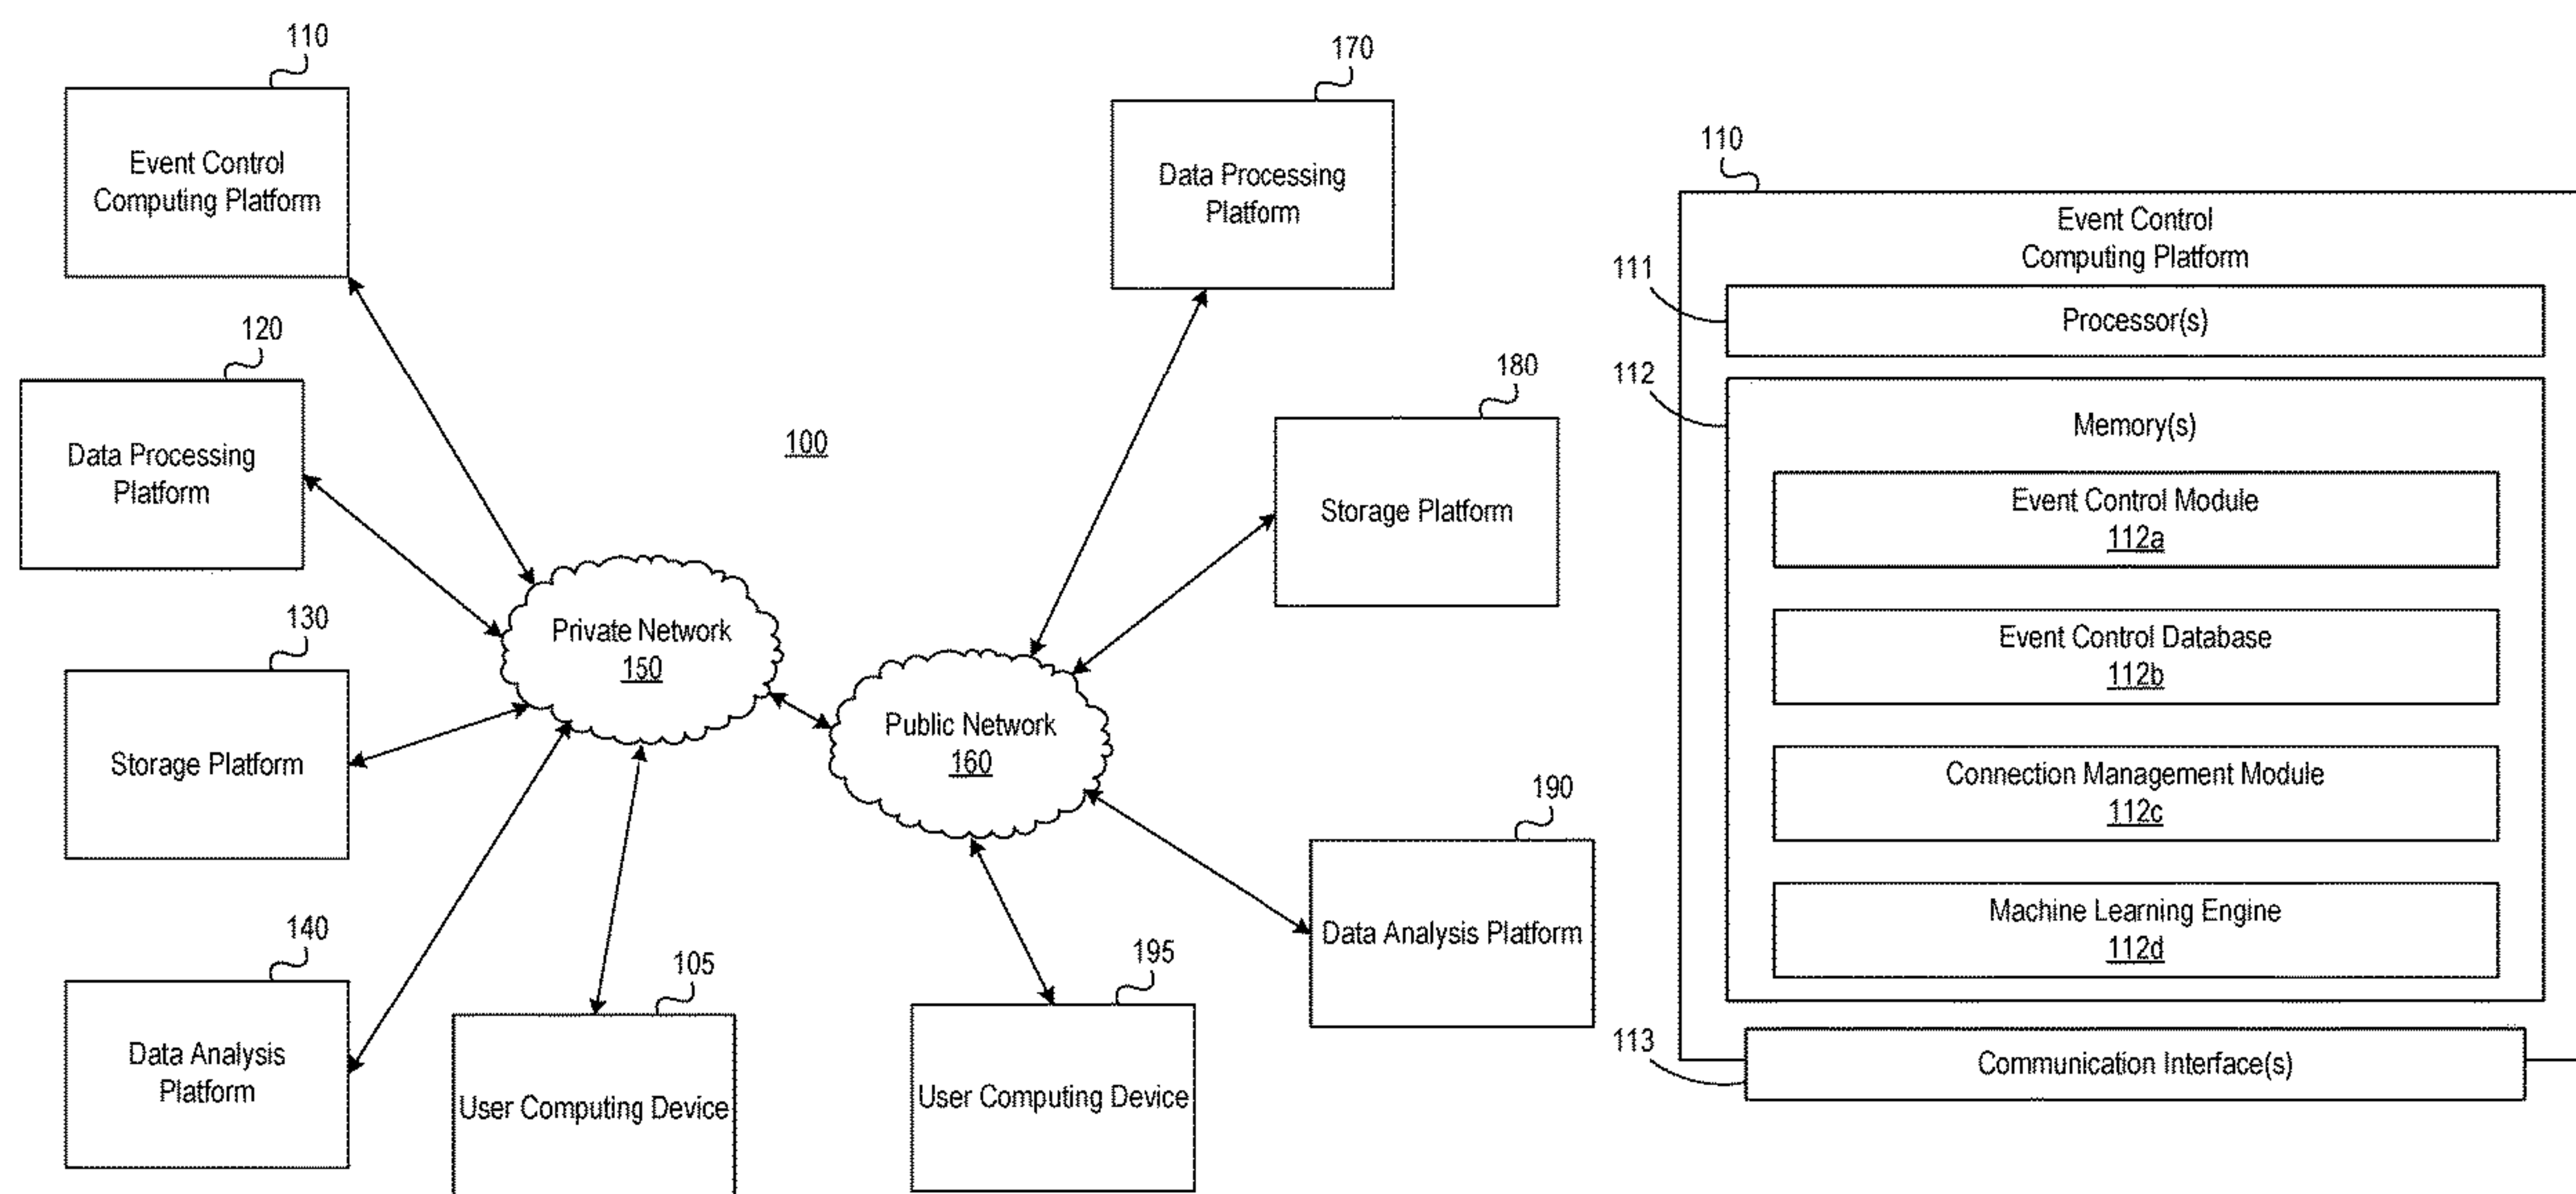 110
Event Control
Computing Platform
120
Data Processing
Platform
130
Storage Platform
140
Data Analysis
Platform
105
User Computing Device
Private Network
150
100
Public Network
160
170
Data Processing
Platform
180
Storage Platform
190
Data Analysis Platform
195
User Computing Device
110
Event Control
Computing Platform
111
Processor(s)
112
Memory(s)
Event Control Module
112a
Event Control Database
112b
Connection Management Module
112c
Machine Learning Engine
112d
113
Communication Interface(s)